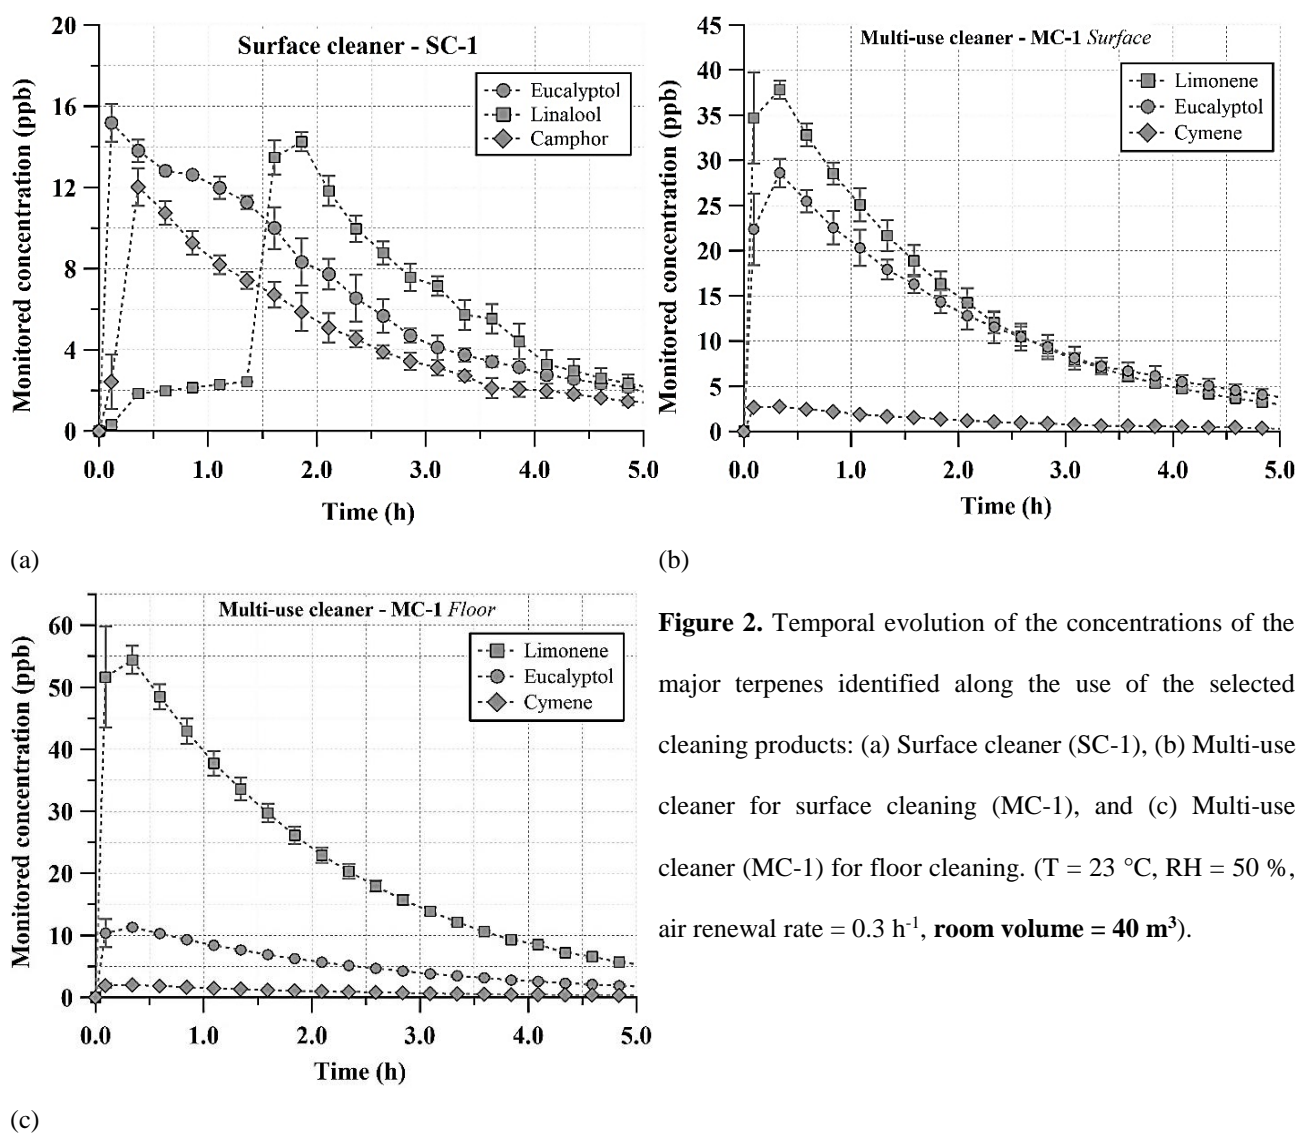 (a)
Surface cleaner - SC-1
Eucalyptol
Linalool
Camphor
Monitored concentration (ppb)
20
16
12
8
4
0
0.0 1.0 2.0 3.0 4.0 5.0
Time (h)
(a)
(b)
Multi-use cleaner - MC-1 Surface
Limonene
Eucalyptol
Cymene
Monitored concentration (ppb)
45
40
35
30
25
20
15
10
5
0
0.0 1.0 2.0 3.0 4.0 5.0
Time (h)
(b)
(c)
Multi-use cleaner - MC-1 Floor
Limonene
Eucalyptol
Cymene
Monitored concentration (ppb)
60
50
40
30
20
10
0
0.0 1.0 2.0 3.0 4.0 5.0
Time (h)
(c)
Figure 2. Temporal evolution of the concentrations of the
major terpenes identified along the use of the selected
cleaning products: (a) Surface cleaner (SC-1), (b) Multi-use
cleaner for surface cleaning (MC-1), and (c) Multi-use
cleaner (MC-1) for floor cleaning. (T = 23 °C, RH = 50 %,
air renewal rate = 0.3 h-1, room volume = 40 m3).